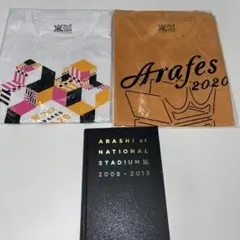 Arafes
2020
ARASHI at
NATIONAL
STADIUM
2008-2013